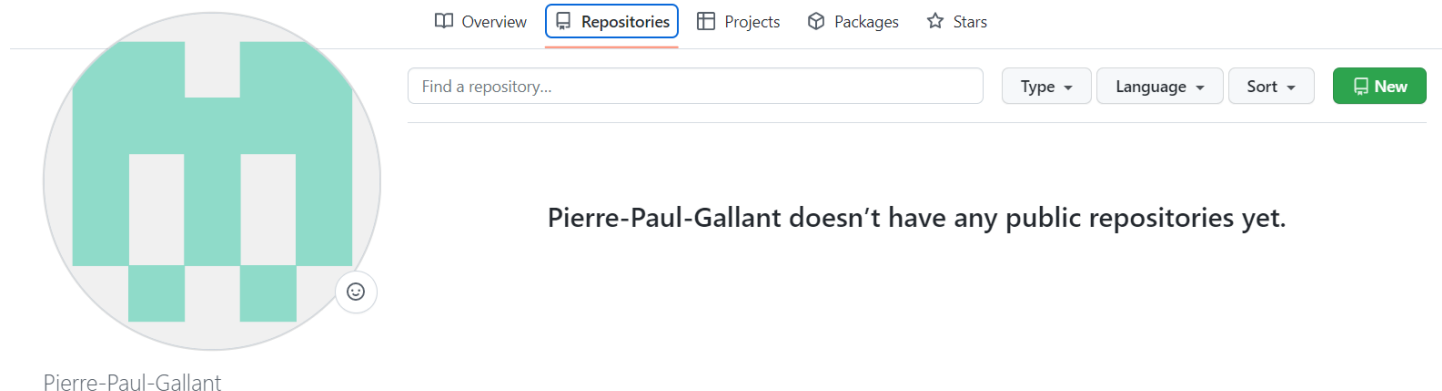 Overview Repositories Projects Packages Stars
Find a repository... Type Language Sort New
Pierre-Paul-Gallant doesn’t have any public repositories yet.
Pierre-Paul-Gallant